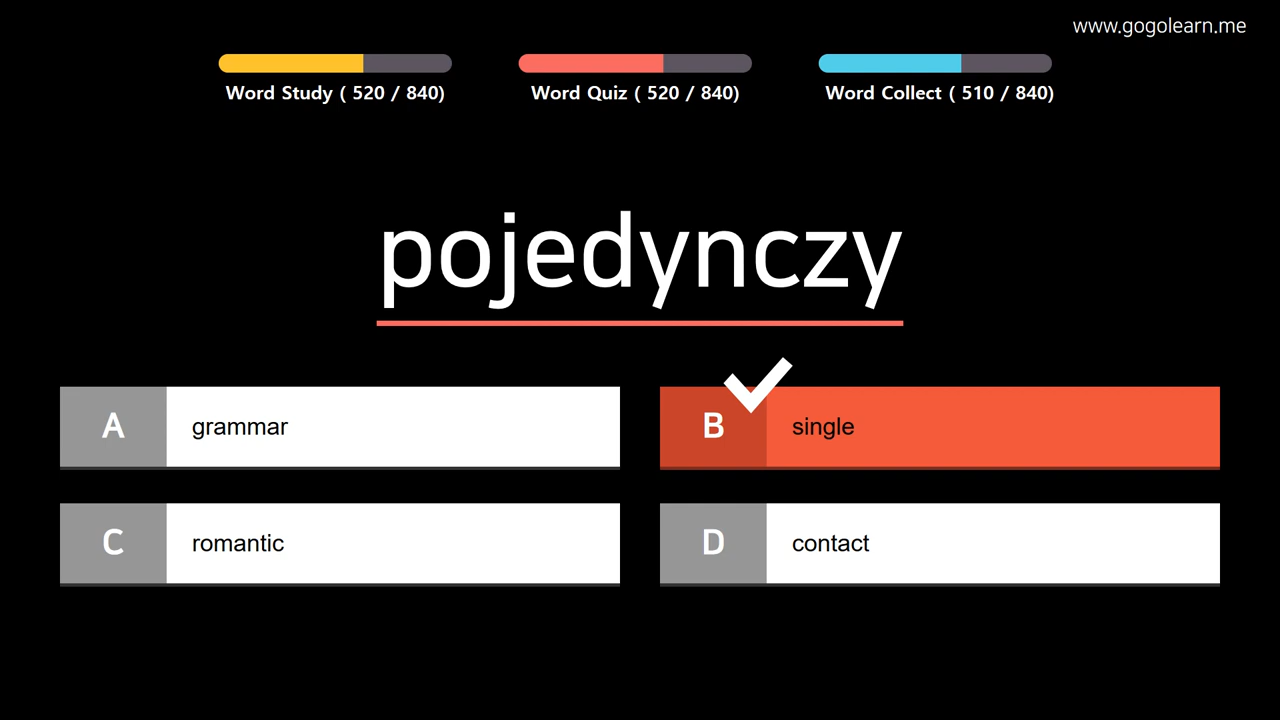 www.gogolearn.me
Word Study ( 520 / 840)
Word Quiz ( 520 / 840)
Word Collect ( 510 / 840)
pojedynczy
A grammar
B single
C romantic
D contact